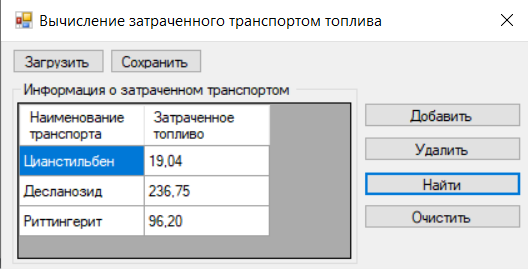 Вычисление затраченного транспортом топлива
Загрузить Сохранить
Информация о затраченном транспортом
Наименование транспорта Затраченное топливо
Цианстильбен 19,04
Десланозид 236,75
Риттингерит 96,20
Добавить
Удалить
Найти
Очистить